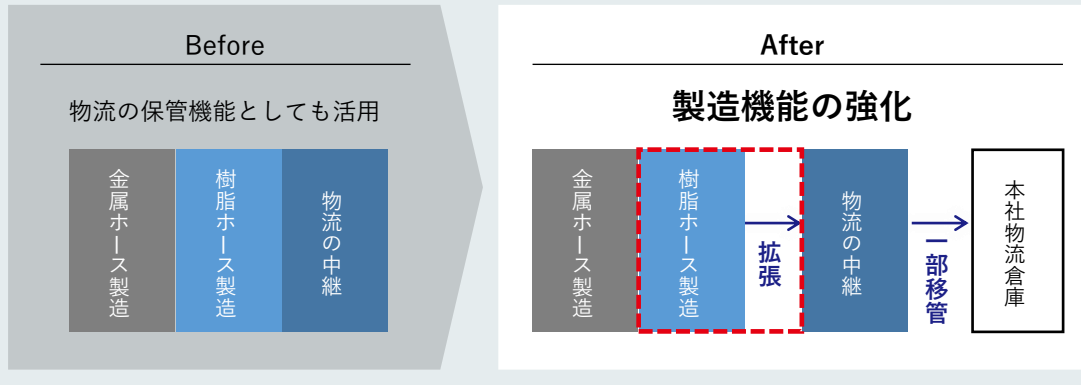 Before
物流の保管機能としても活用
金属ホース製造
樹脂ホース製造
物流の中継
After
製造機能の強化
金属ホース製造
樹脂ホース製造
拡張
物流の中継
一部移管
本社物流倉庫